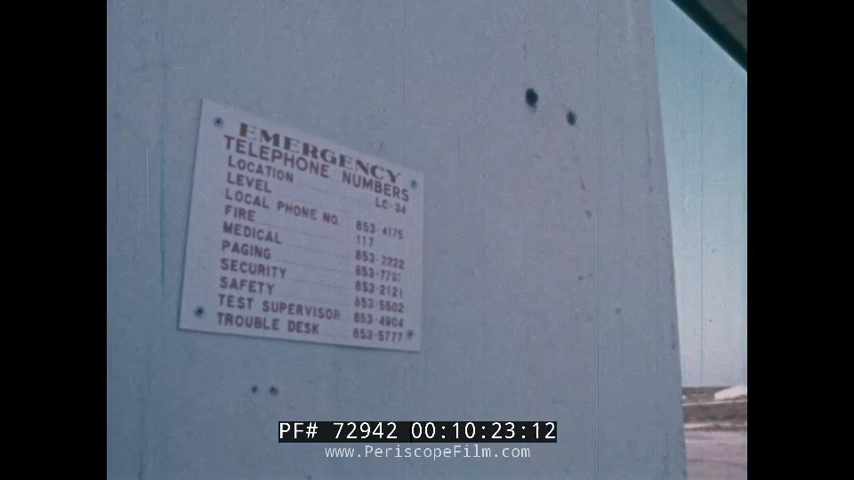 EMERGENCY
TELEPHONE NUMBERS
LOCATION LC-34
LEVEL
LOCAL PHONE NO. 853-4175
FIRE 117
MEDICAL 853-2222
PAGING
SECURITY 853-2121
SAFETY 853-5502
TEST SUPERVISOR 853-4904
TROUBLE DESK 853-5777
PF# 72942 00:10:23:12
www.PeriscopeFilm.com